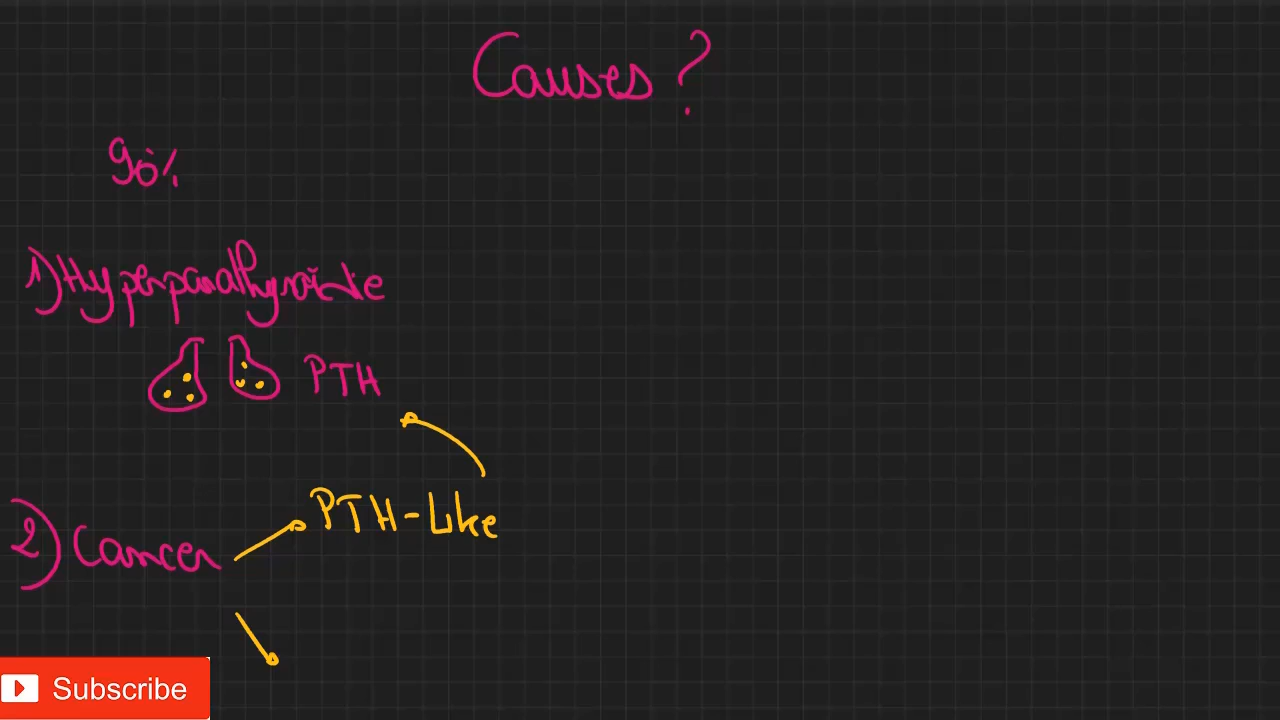 Causes ?
90%
1) Hyperparathyroïdie
PTH
PTH-Like
2) Cancer
Subscribe